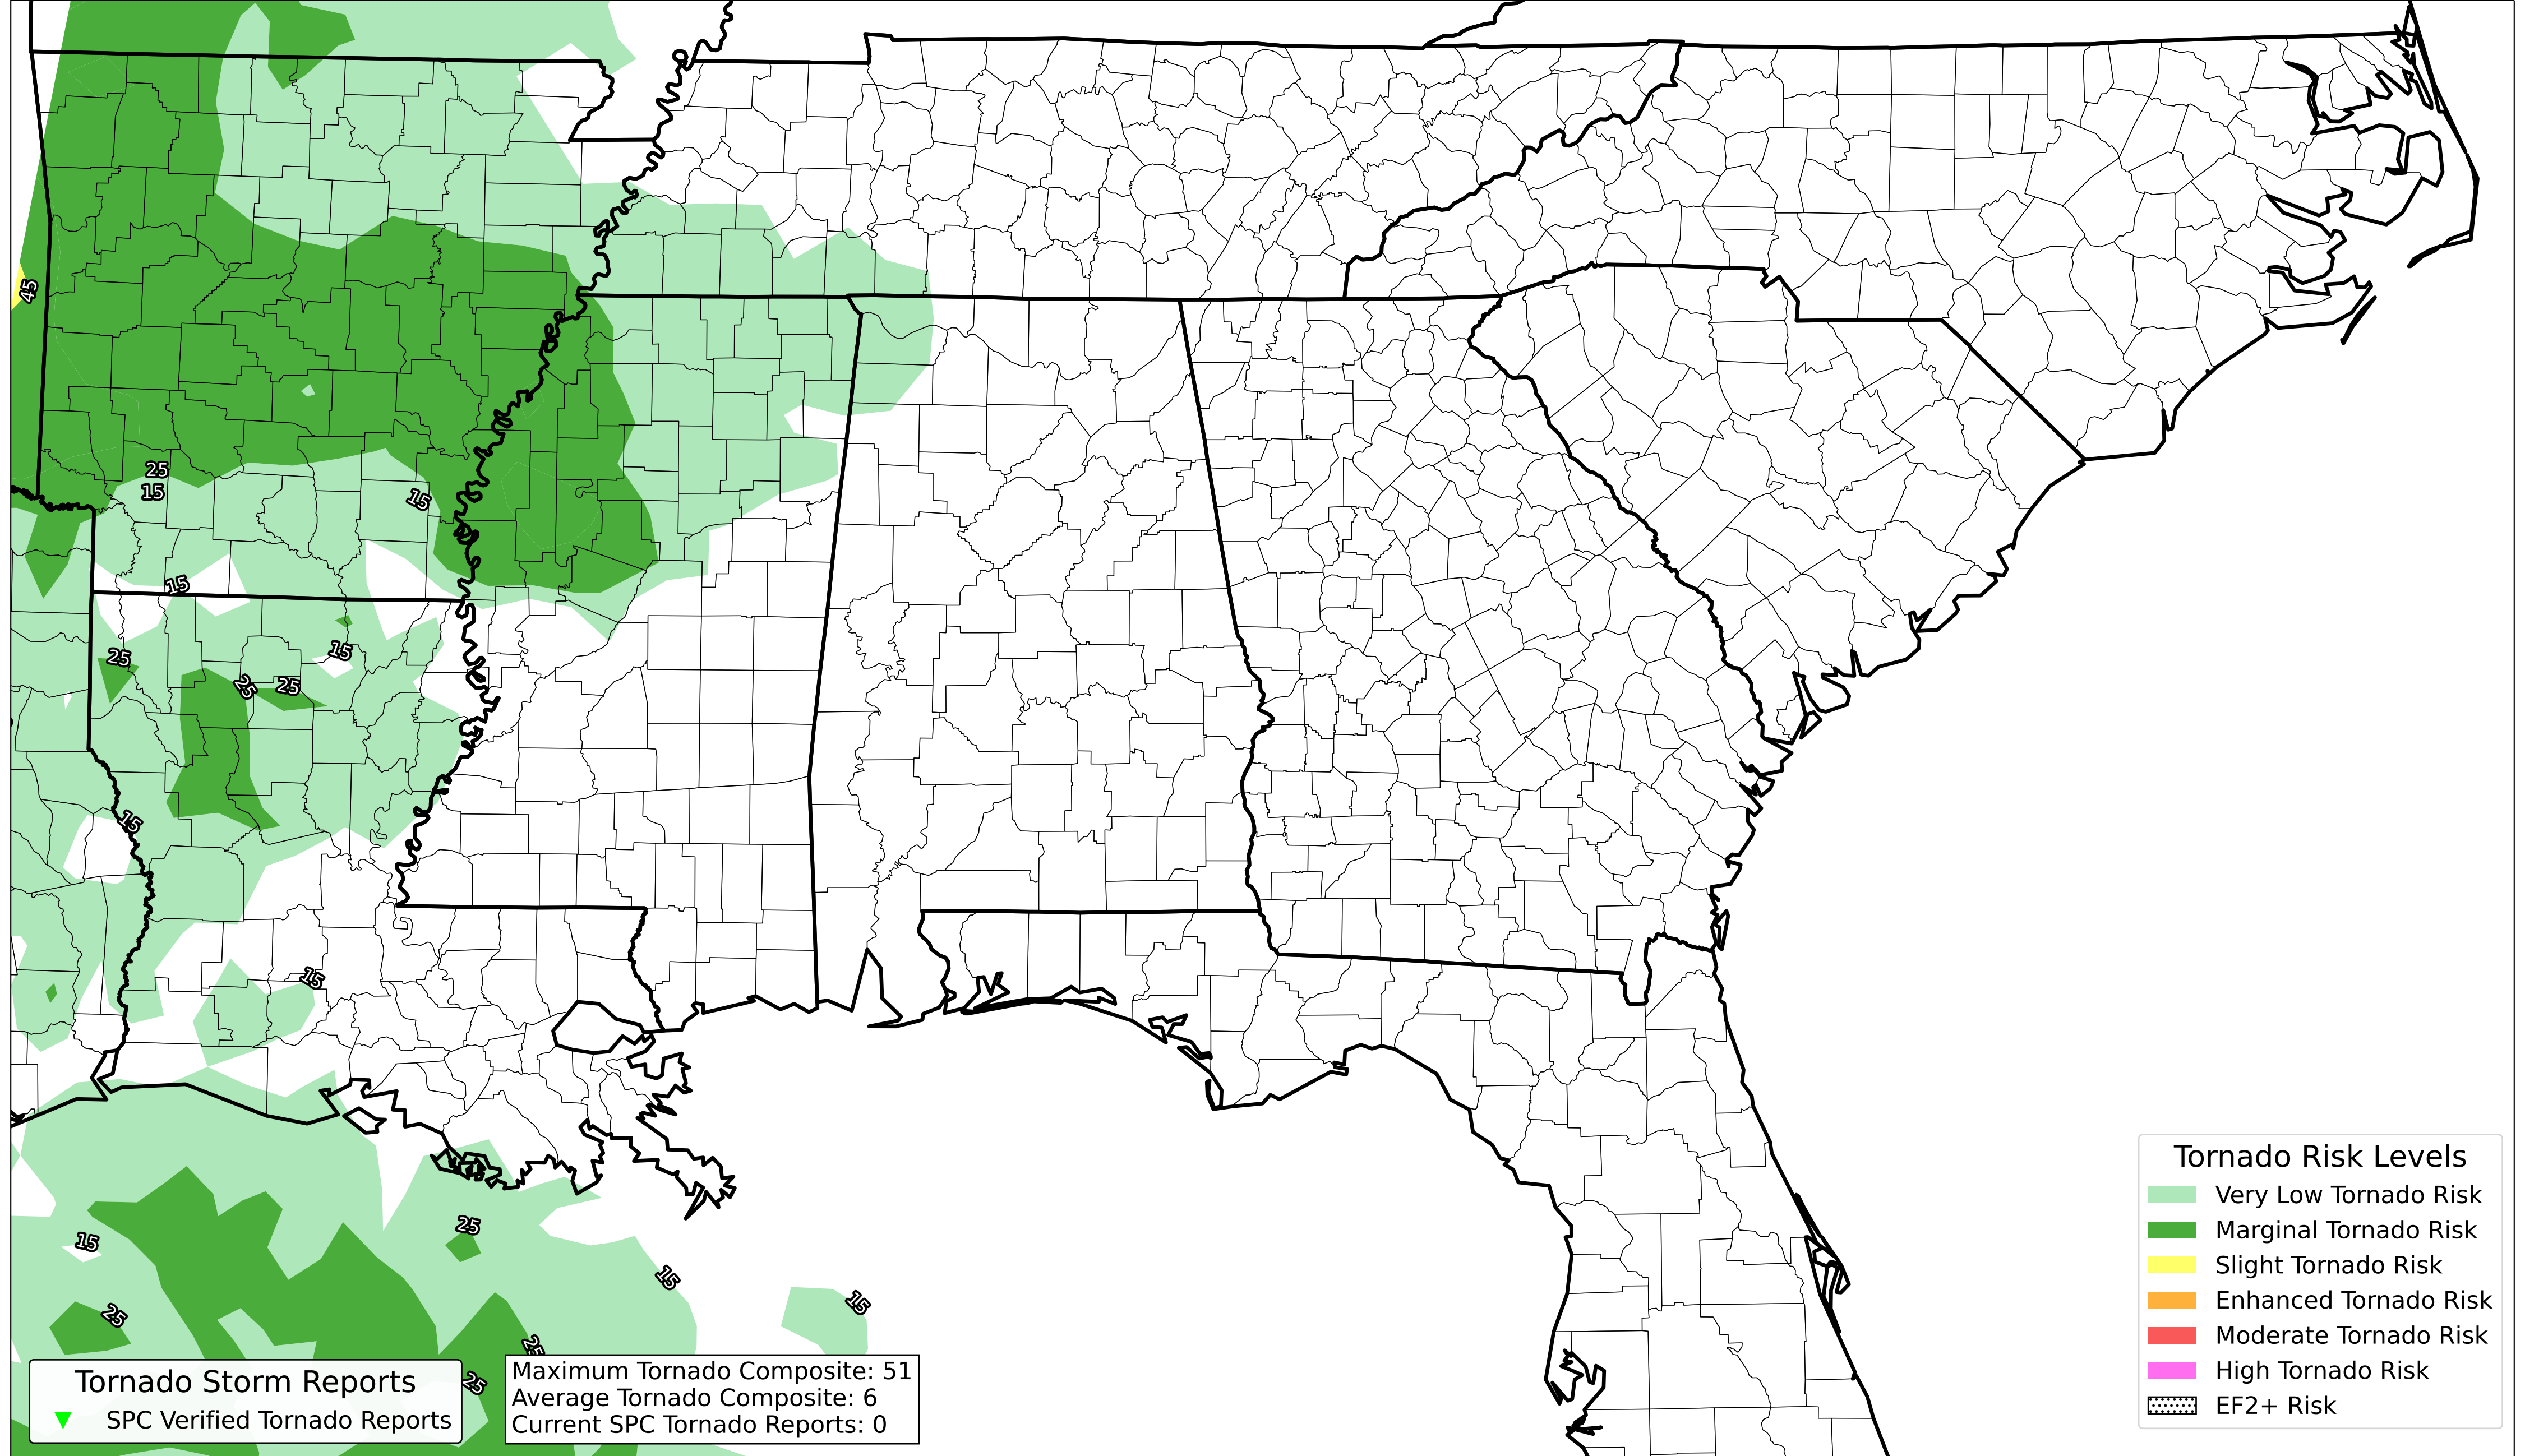 45
25
15
15
15
25
15
25
25
15
15
25
15
15
15
25
25
25
Tornado Storm Reports
SPC Verified Tornado Reports
Maximum Tornado Composite: 51
Average Tornado Composite: 6
Current SPC Tornado Reports: 0
Tornado Risk Levels
Very Low Tornado Risk
Marginal Tornado Risk
Slight Tornado Risk
Enhanced Tornado Risk
Moderate Tornado Risk
High Tornado Risk
EF2+ Risk